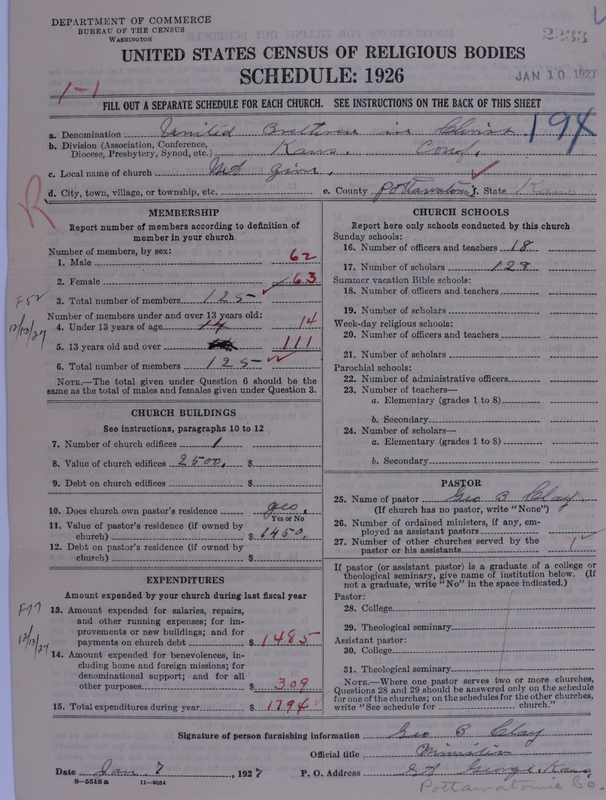 DEPARTMENT OF COMMERCE
BUREAU OF THE CENSUS
WASHINGTON
2333
UNITED STATES CENSUS OF RELIGIOUS BODIES
SCHEDULE: 1926
JAN 10 1927
1-1
FILL OUT A SEPARATE SCHEDULE FOR EACH CHURCH. SEE INSTRUCTIONS ON THE BACK OF THIS SHEET
194
a. Denomination United Brethren in Christ
b. Division (Association, Conference, Diocese, Presbytery, Synod, etc.) Kans. Conf.
c. Local name of church Mt Zion.
d. City, town, village, or township, etc. e. County Pottawatom f. State Kans
R
MEMBERSHIP
Report number of members according to definition of member in your church
Number of members, by sex:
1. Male 62
2. Female 63
3. Total number of members 125
F52
12/13/27
Number of members under and over 13 years old:
4. Under 13 years of age 14 14
5. 13 years old and over 111
6. Total number of members 125
NOTE.—The total given under Question 6 should be the same as the total of males and females given under Question 3.
CHURCH BUILDINGS
See instructions, paragraphs 10 to 12
7. Number of church edifices 1
8. Value of church edifices 2500. $
9. Debt on church edifices $
10. Does church own pastor's residence yes.
Yes or No
11. Value of pastor's residence (if owned by church) $ 1450.
12. Debt on pastor's residence (if owned by church) $
EXPENDITURES
Amount expended by your church during last fiscal year
F77
12/13/27
13. Amount expended for salaries, repairs, and other running expenses; for improvements or new buildings; and for payments on church debt $ 1485
14. Amount expended for benevolences, including home and foreign missions; for denominational support; and for all other purposes $ 309
15. Total expenditures during year $ 1794
CHURCH SCHOOLS
Report here only schools conducted by this church
Sunday schools:
16. Number of officers and teachers 18
17. Number of scholars
Summer vacation Bible schools:
18. Number of officers and teachers
19. Number of scholars
Week-day religious schools:
20. Number of officers and teachers
21. Number of scholars
Parochial schools:
22. Number of administrative officers
23. Number of teachers—
a. Elementary (grades 1 to 8)
b. Secondary
24. Number of scholars—
a. Elementary (grades 1 to 8)
b. Secondary
PASTOR
25. Name of pastor Geo B Clay
(If church has no pastor, write "None")
26. Number of ordained ministers, if any, employed as assistant pastors
27. Number of other churches served by the pastor or his assistants 1
If pastor (or assistant pastor) is a graduate of a college or theological seminary, give name of institution below. (If not a graduate, write "No" in the space indicated.)
Pastor:
28. College
29. Theological seminary
Assistant pastor:
30. College
31. Theological seminary
NOTE.—Where one pastor serves two or more churches, Questions 28 and 29 should be answered only on the schedule for one of the churches; on the schedules for the other churches, write "See schedule for church."
Signature of person furnishing information Geo B Clay
Official title Minister
Date Jan 7, 1927 P. O. Address St George, Kans
Pottawatomie Co.
8—5518a 11—9054